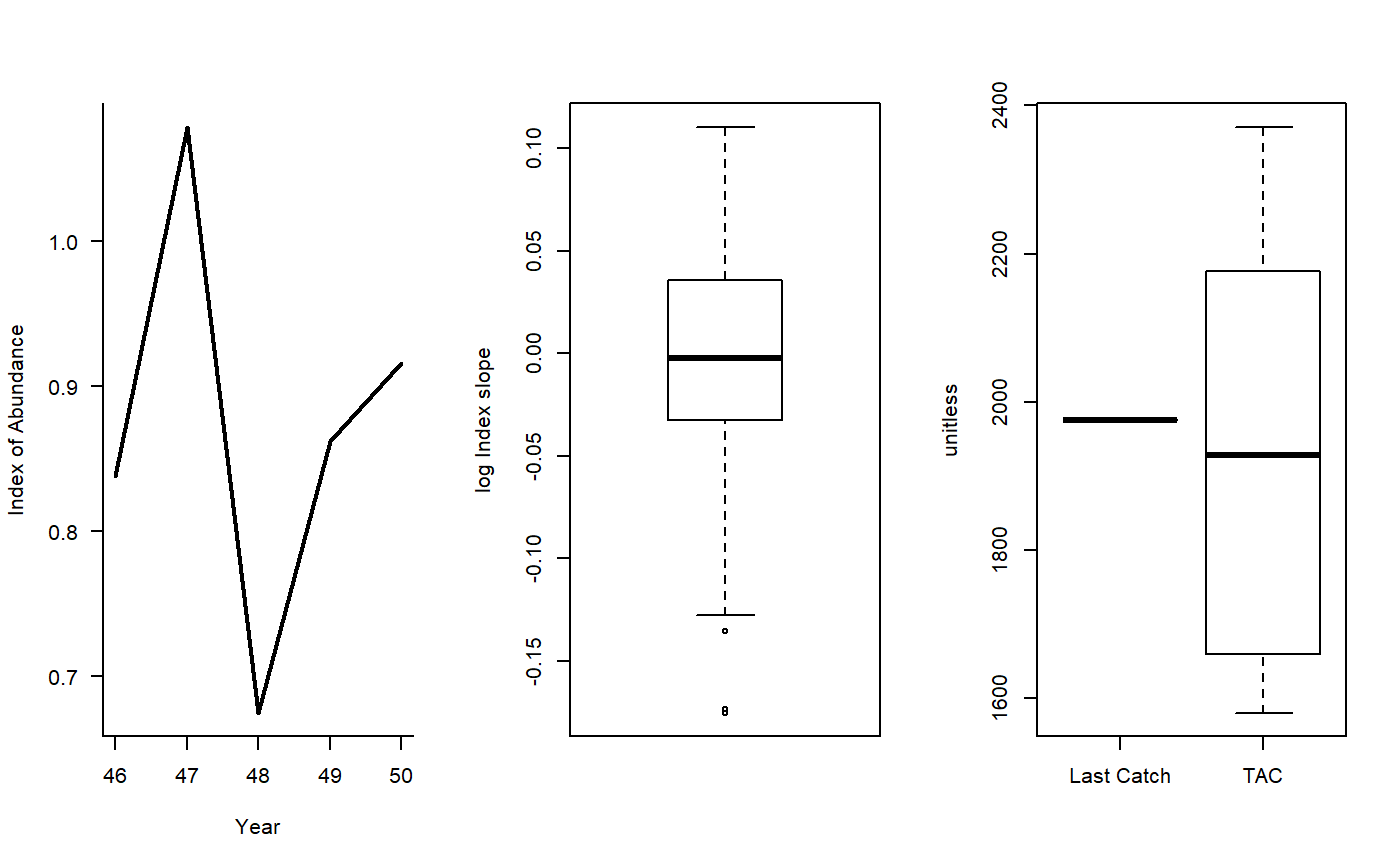 Index of Abundance
1.0
0.9
0.8
0.7
46 47 48 49 50
Year
log Index slope
0.10
0.05
0.00
-0.05
-0.10
-0.15
unitless
2400
2200
2000
1800
1600
Last Catch TAC